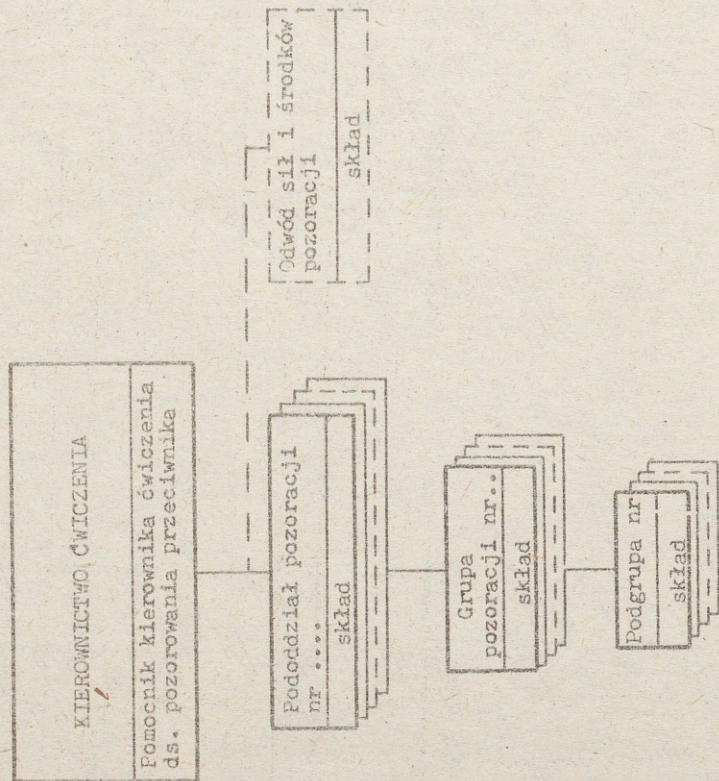 KIEROWNICTWO ĆWICZENIA
Pomocnik kierownika ćwiczenia
ds. pozorowania przeciwnika
Odwód sił i środków
pozoracji
skład
Pododdział pozoracji
nr ....
skład
Grupa
pozoracji nr..
skład
Podgrupa nr
skład